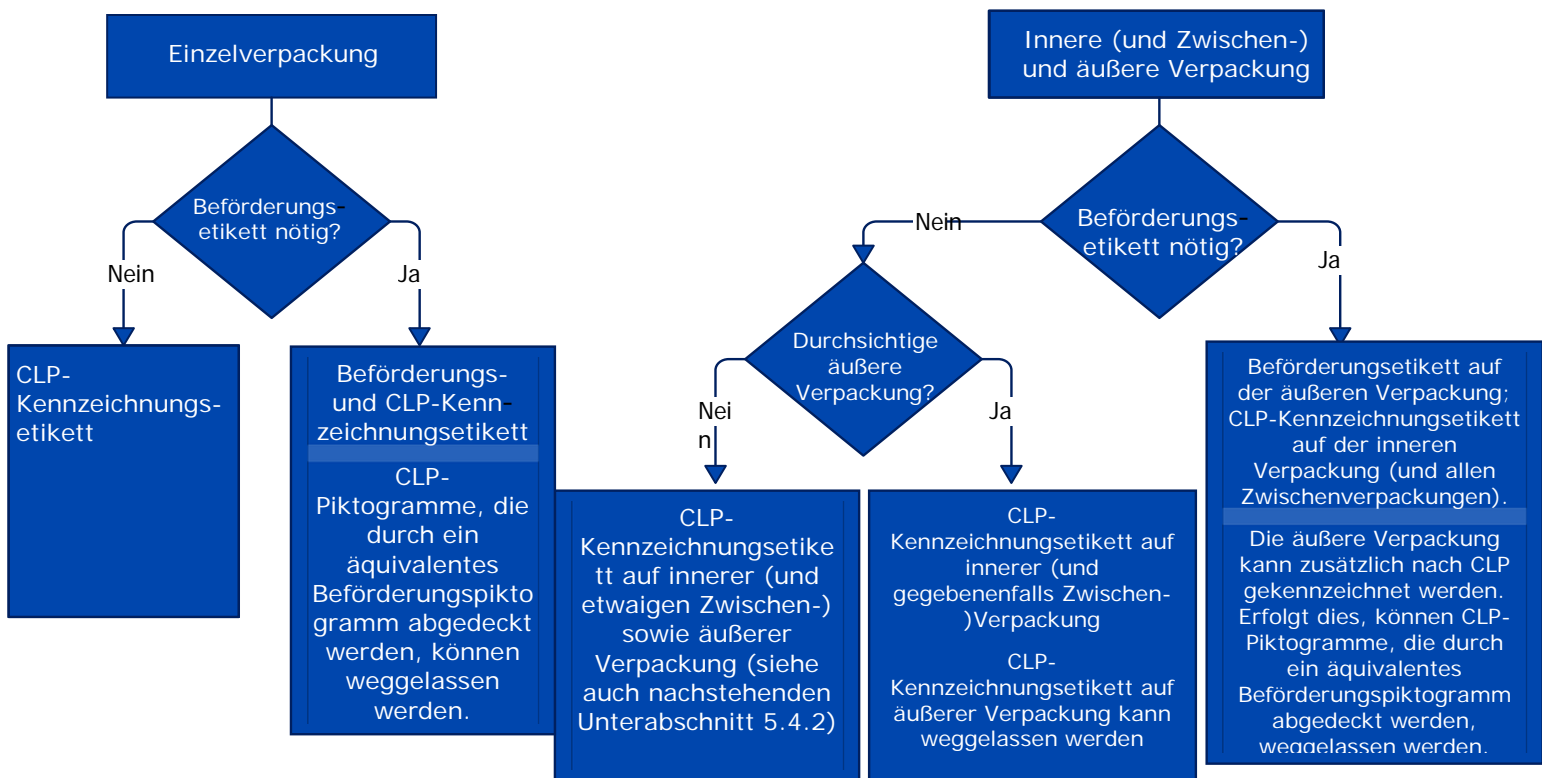 Einzelverpackung
Beförderungs-
etikett nötig?
Nein
Ja
CLP-
Kennzeichnungs-
etikett
Beförderungs-
und CLP-Kenn-
zeichnungsetikett
CLP-
Piktogramme, die
durch ein
äquivalentes
Beförderungspikto
gramm abgedeckt
werden, können
weggelassen
werden.
Innere (und Zwischen-)
und äußere Verpackung
Beförderungs-
etikett nötig?
Nein
Ja
Durchsichtige
äußere
Verpackung?
Nei
n
Ja
CLP-
Kennzeichnungsetike
tt auf innerer (und
etwaigen Zwischen-)
sowie äußerer
Verpackung (siehe
auch nachstehenden
Unterabschnitt 5.4.2)
CLP-
Kennzeichnungsetikett auf
innerer (und
gegebenenfalls Zwischen-
)Verpackung
CLP-
Kennzeichnungsetikett auf
äußerer Verpackung kann
weggelassen werden
Beförderungsetikett auf
der äußeren Verpackung;
CLP-Kennzeichnungsetikett
auf der inneren
Verpackung (und allen
Zwischenverpackungen).
Die äußere Verpackung
kann zusätzlich nach CLP
gekennzeichnet werden.
Erfolgt dies, können CLP-
Piktogramme, die durch
ein äquivalentes
Beförderungspiktogramm
abgedeckt werden,
weggelassen werden.